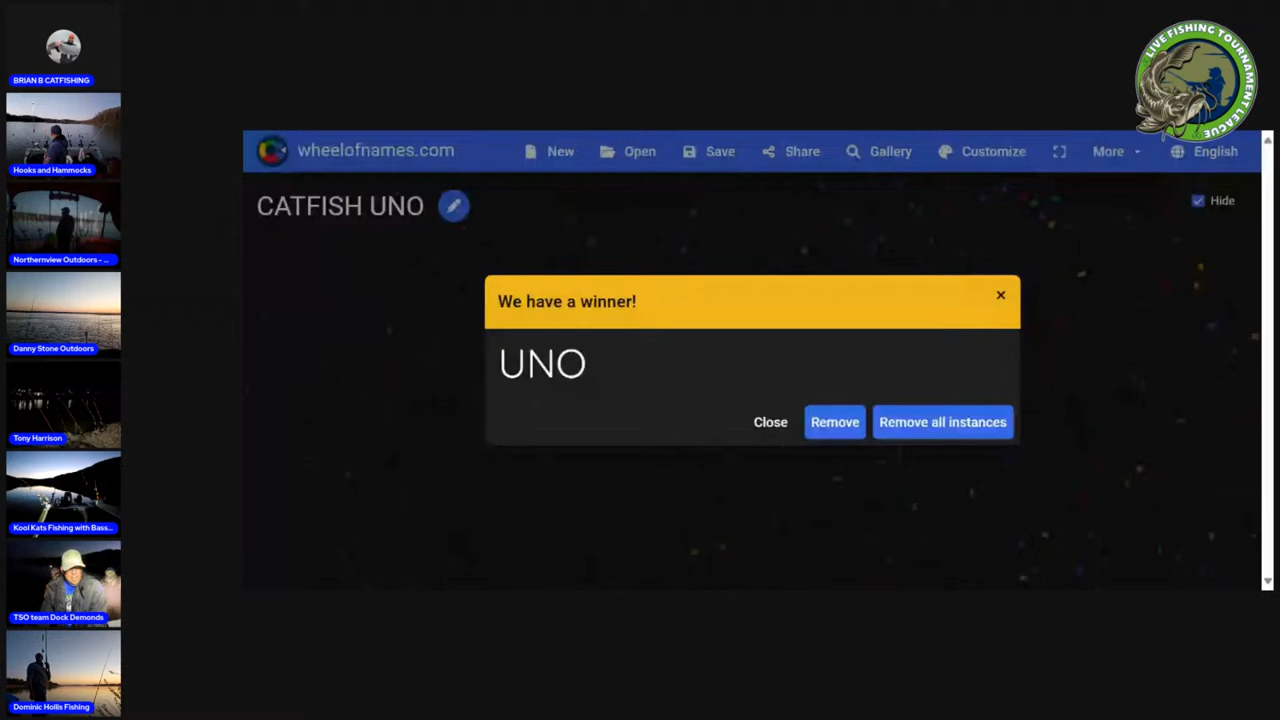 BRIAN B CATFISHING
Hooks and Hammocks
Northernview Outdoors - ...
Danny Stone Outdoors
Tony Harrison
Kool Kats Fishing with Bass...
TSO team Dock Demonds
Dominic Hollis Fishing
LIVE FISHING TOURNAMENT LEAGUE
wheelofnames.com
New
Open
Save
Share
Gallery
Customize
More
English
CATFISH UNO
Hide
We have a winner!
×
UNO
Close
Remove
Remove all instances